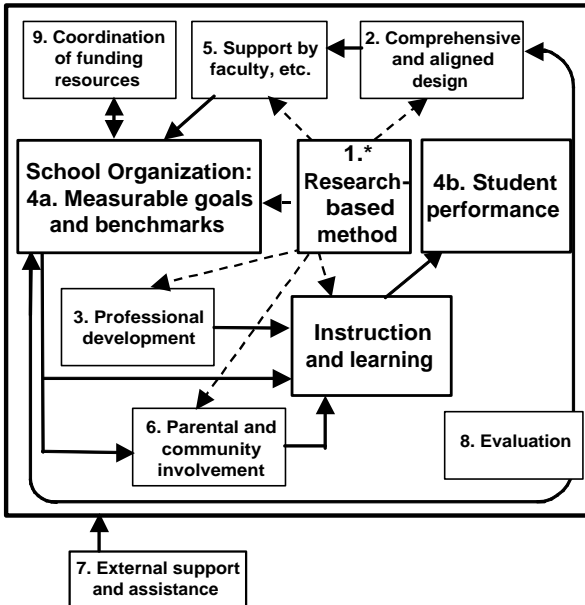 9. Coordination
of funding
resources
5. Support by
faculty, etc.
2. Comprehensive
and aligned
design
School Organization:
4a. Measurable goals
and benchmarks
1.*
Research-
based
method
4b. Student
performance
3. Professional
development
Instruction
and learning
6. Parental and
community
involvement
8. Evaluation
7. External support
and assistance